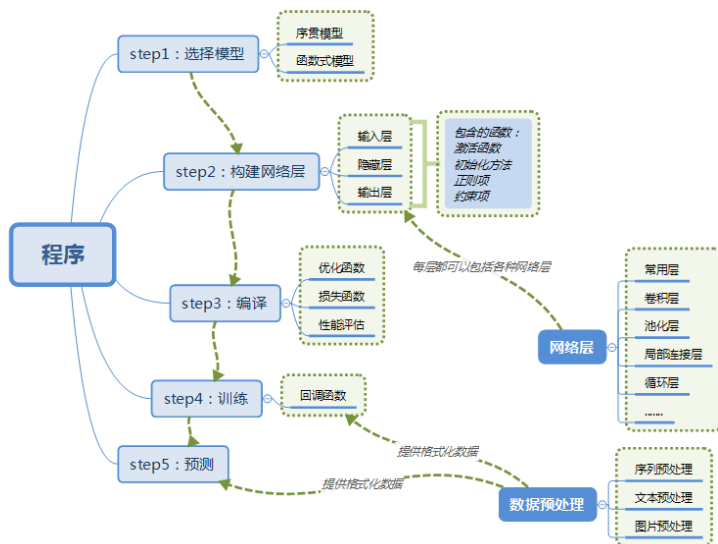 程序
step1：选择模型
序贯模型
函数式模型
step2：构建网络层
输入层
隐藏层
输出层
包含的函数：
激活函数
初始化方法
正则项
约束项
step3：编译
优化函数
损失函数
性能评估
每层都可以包括各种网络层
网络层
常用层
卷积层
池化层
局部连接层
循环层
......
step4：训练
回调函数
提供格式化数据
step5：预测
提供格式化数据
数据预处理
序列预处理
文本预处理
图片预处理